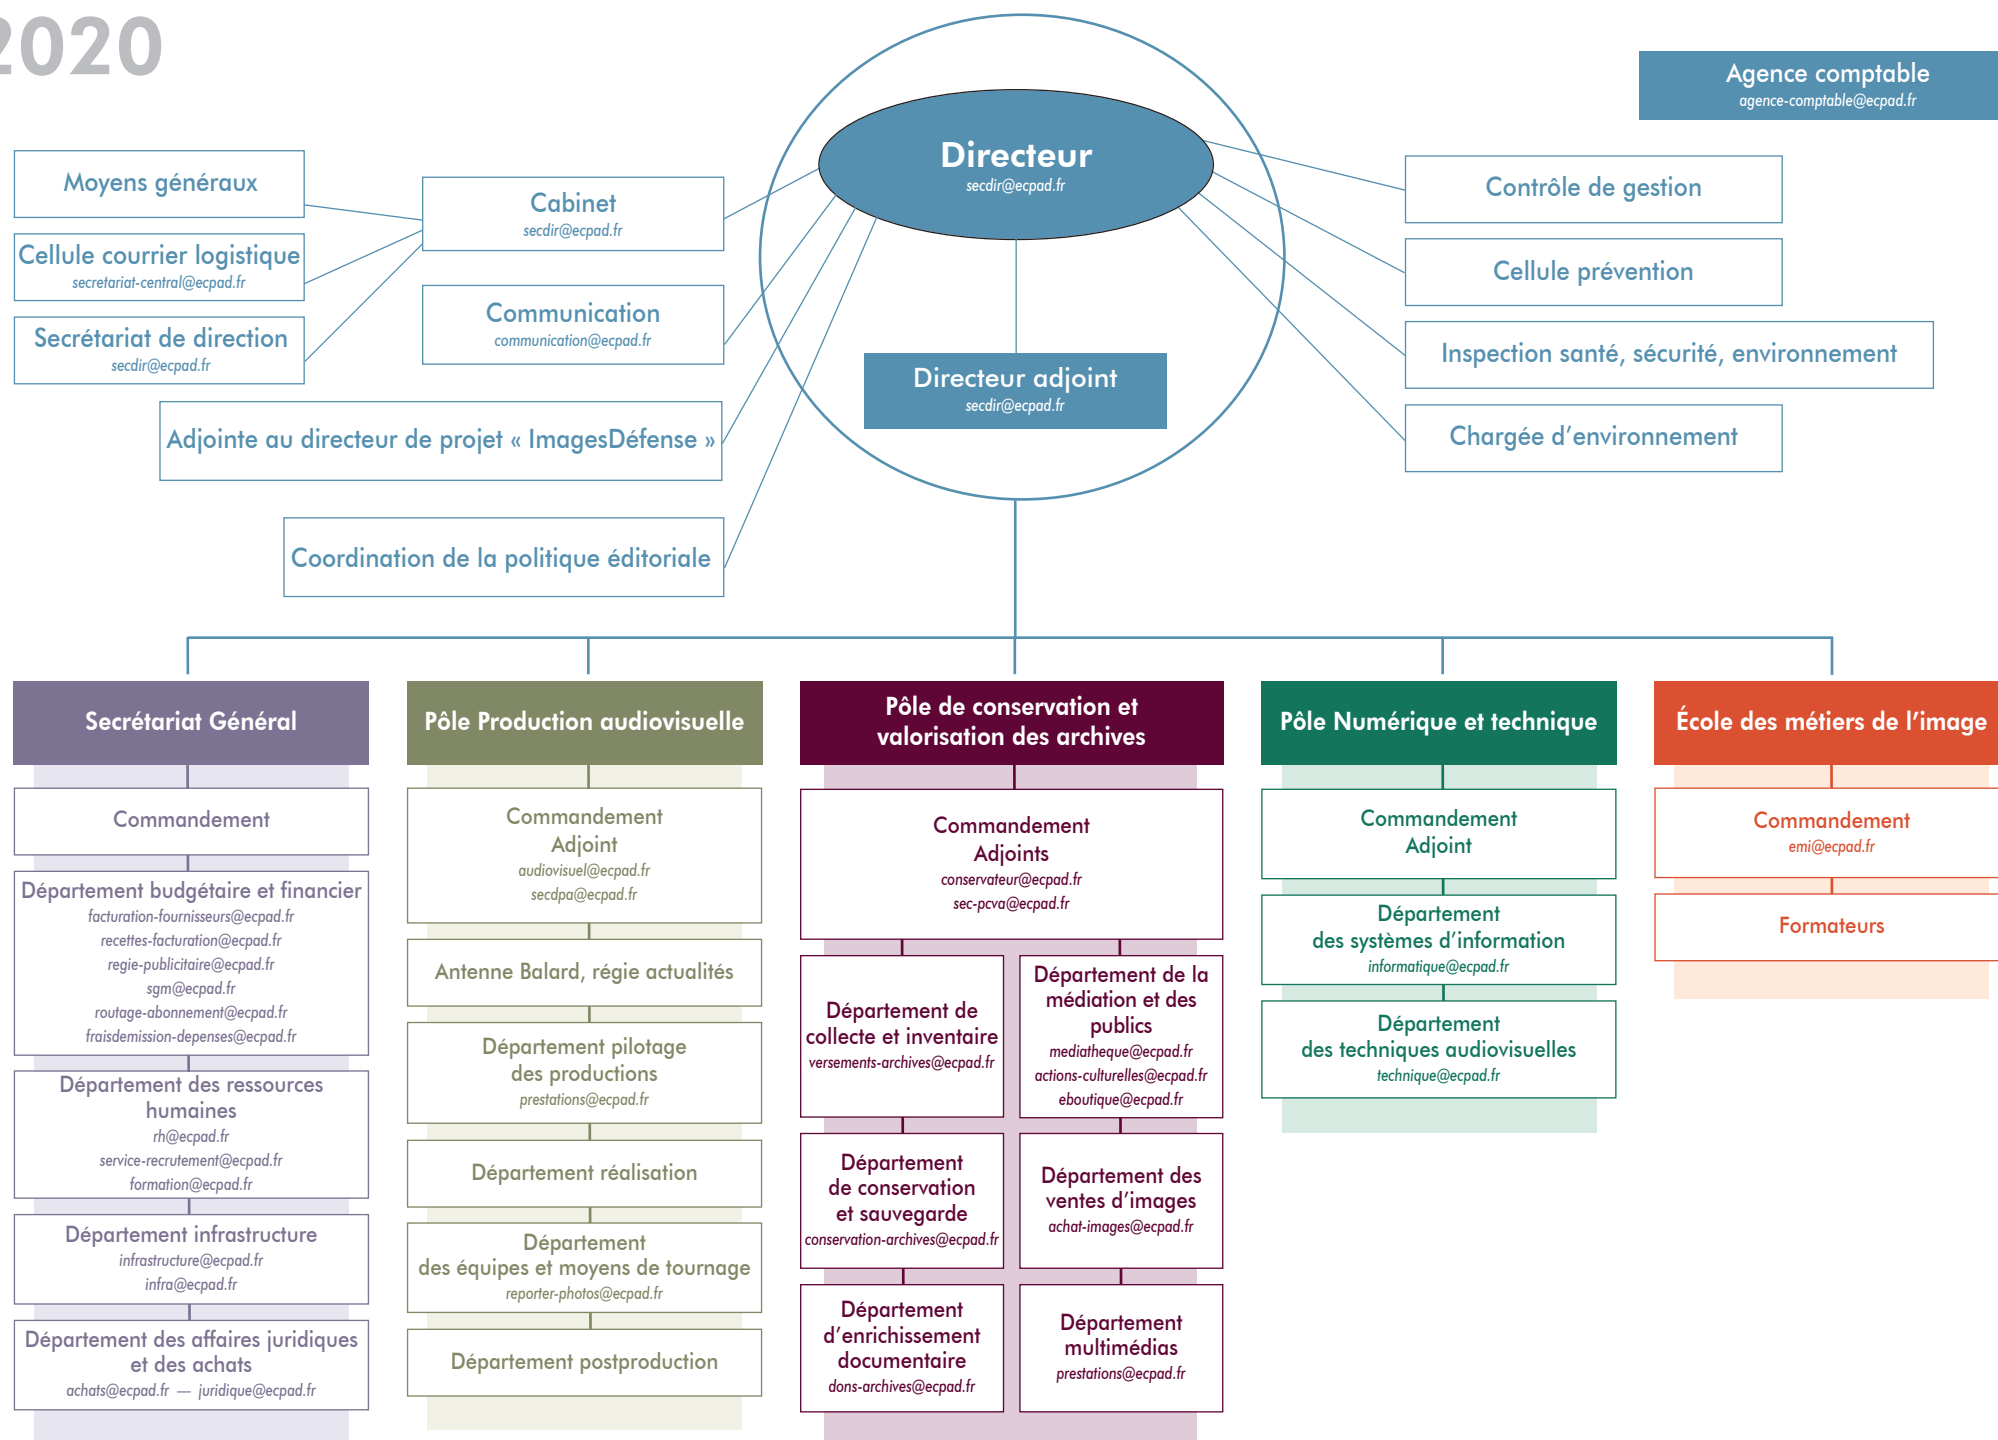 2020
Agence comptable
agence-comptable@ecpad.fr
Directeur
secdir@ecpad.fr
Directeur adjoint
secdir@ecpad.fr
Moyens généraux
Cellule courrier logistique
secretariat-central@ecpad.fr
Secrétariat de direction
secdir@ecpad.fr
Cabinet
secdir@ecpad.fr
Communication
communication@ecpad.fr
Adjointe au directeur de projet « ImagesDéfense »
Coordination de la politique éditoriale
Contrôle de gestion
Cellule prévention
Inspection santé, sécurité, environnement
Chargée d’environnement
Secrétariat Général
Commandement
Département budgétaire et financier
facturation-fournisseurs@ecpad.fr
recettes-facturation@ecpad.fr
regie-publicitaire@ecpad.fr
sgm@ecpad.fr
routage-abonnement@ecpad.fr
fraisdemission-depenses@ecpad.fr
Département des ressources
humaines
rh@ecpad.fr
service-recrutement@ecpad.fr
formation@ecpad.fr
Département infrastructure
infrastructure@ecpad.fr
infra@ecpad.fr
Département des affaires juridiques
et des achats
achats@ecpad.fr — juridique@ecpad.fr
Pôle Production audiovisuelle
Commandement
Adjoint
audiovisuel@ecpad.fr
secdpa@ecpad.fr
Antenne Balard, régie actualités
Département pilotage
des productions
prestations@ecpad.fr
Département réalisation
Département
des équipes et moyens de tournage
reporter-photos@ecpad.fr
Département postproduction
Pôle de conservation et
valorisation des archives
Commandement
Adjoints
conservateur@ecpad.fr
sec-pcva@ecpad.fr
Département de
collecte et inventaire
versements-archives@ecpad.fr
Département
de conservation
et sauvegarde
conservation-archives@ecpad.fr
Département
d’enrichissement
documentaire
dons-archives@ecpad.fr
Département de la
médiation et des
publics
mediatheque@ecpad.fr
actions-culturelles@ecpad.fr
eboutique@ecpad.fr
Département des
ventes d’images
achat-images@ecpad.fr
Département
multimédias
prestations@ecpad.fr
Pôle Numérique et technique
Commandement
Adjoint
Département
des systèmes d’information
informatique@ecpad.fr
Département
des techniques audiovisuelles
technique@ecpad.fr
École des métiers de l’image
Commandement
emi@ecpad.fr
Formateurs